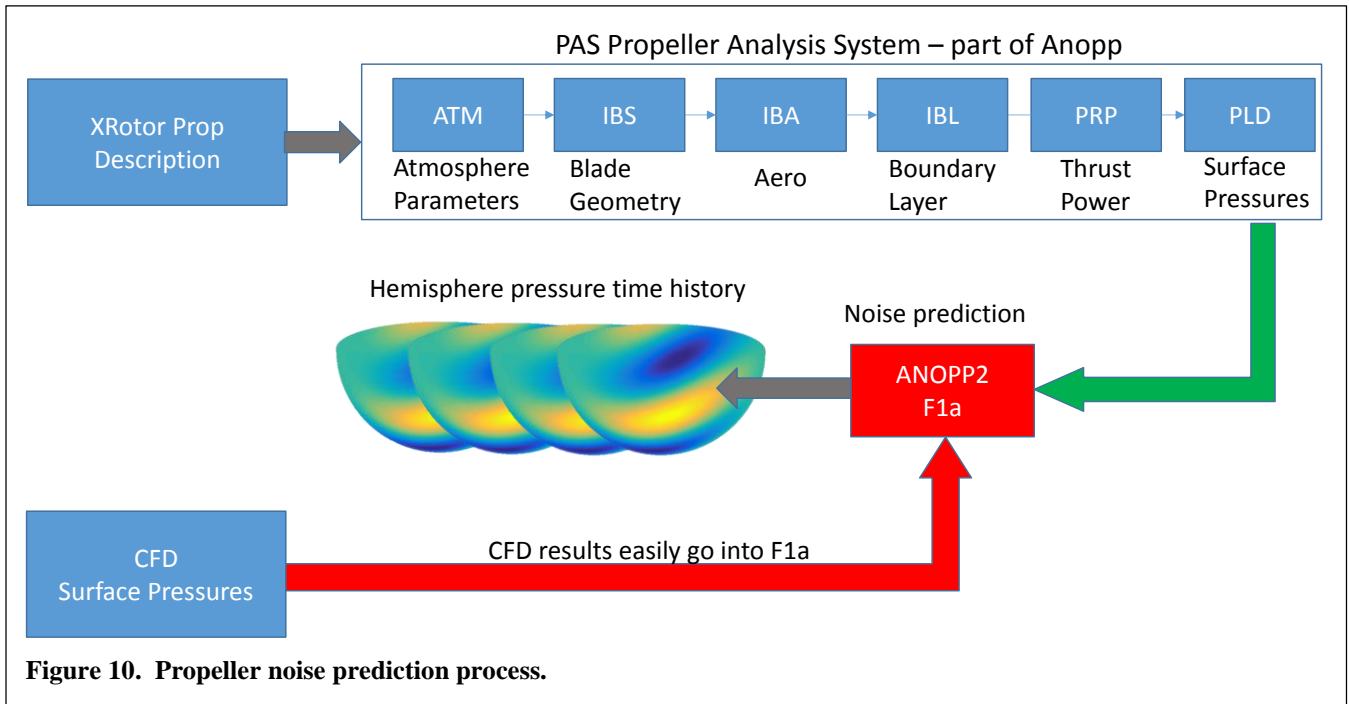 PAS Propeller Analysis System – part of Anopp
XRotor Prop
Description
ATM
IBS
IBA
IBL
PRP
PLD
Atmosphere
Parameters
Blade
Geometry
Aero
Boundary
Layer
Thrust
Power
Surface
Pressures
Hemisphere pressure time history
Noise prediction
ANOPP2
F1a
CFD
Surface Pressures
CFD results easily go into F1a
Figure 10. Propeller noise prediction process.